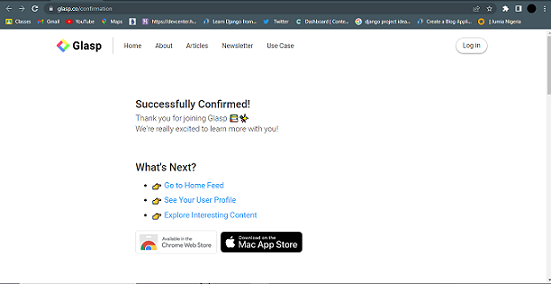 glasp.co/confirmation
Classes Gmail YouTube Maps Learn Django from... Twitter Dashboard | Conte... django project idea... Create a Blog Appli... Jumia Nigeria
Glasp Home About Articles Newsletter Use Case Log in
Successfully Confirmed!
Thank you for joining Glasp
We're really excited to learn more with you!
What's Next?
Go to Home Feed
See Your User Profile
Explore Interesting Content
Available in the
Chrome Web Store
Download on the
Mac App Store